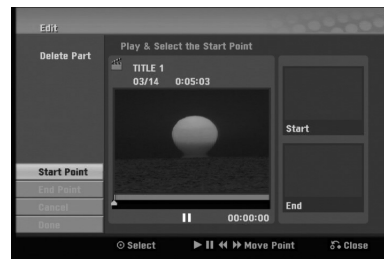 Edit
Delete Part
Play & Select the Start Point
TITLE 1
03/14 0:05:03
Start
Start Point
End Point
Cancel
Done
End
00:00:00
Select
Move Point
Close